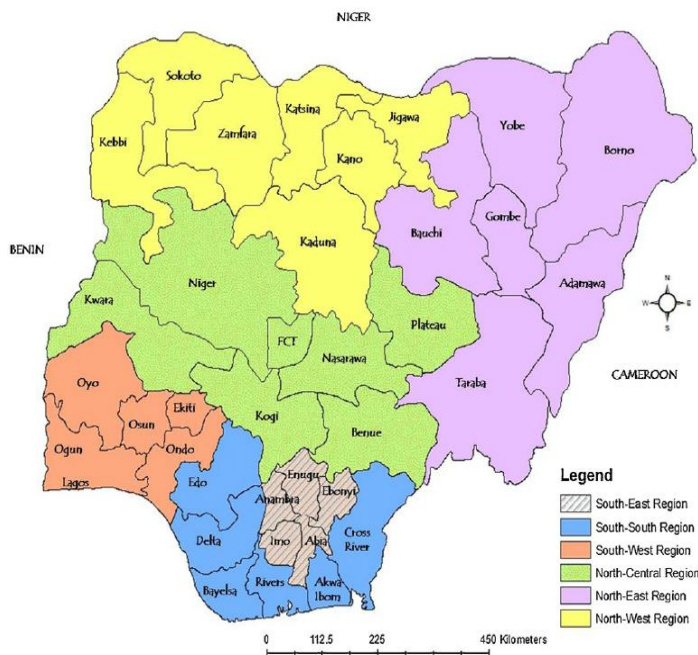 NIGER
Sokoto
Katsina
Jigawa
Yobe
Borno
Kebbi
Zamfara
Kano
Gombe
Bauchi
Kaduna
BENIN
Niger
Adamawa
N
W
E
S
Kwara
Plateau
FCT
Nasarawa
CAMEROON
Oyo
Taraba
Ekiti
Kogi
Osun
Benue
Ogun
Ondo
Lagos
Edo
Enugu
Anambra
Ebonyi
Delta
Imo
Abia
Cross
River
Bayelsa
Rivers
Akwa
Ibom
Legend
South-East Region
South-South Region
South-West Region
North-Central Region
North-East Region
North-West Region
0 112.5 225 450 Kilometers